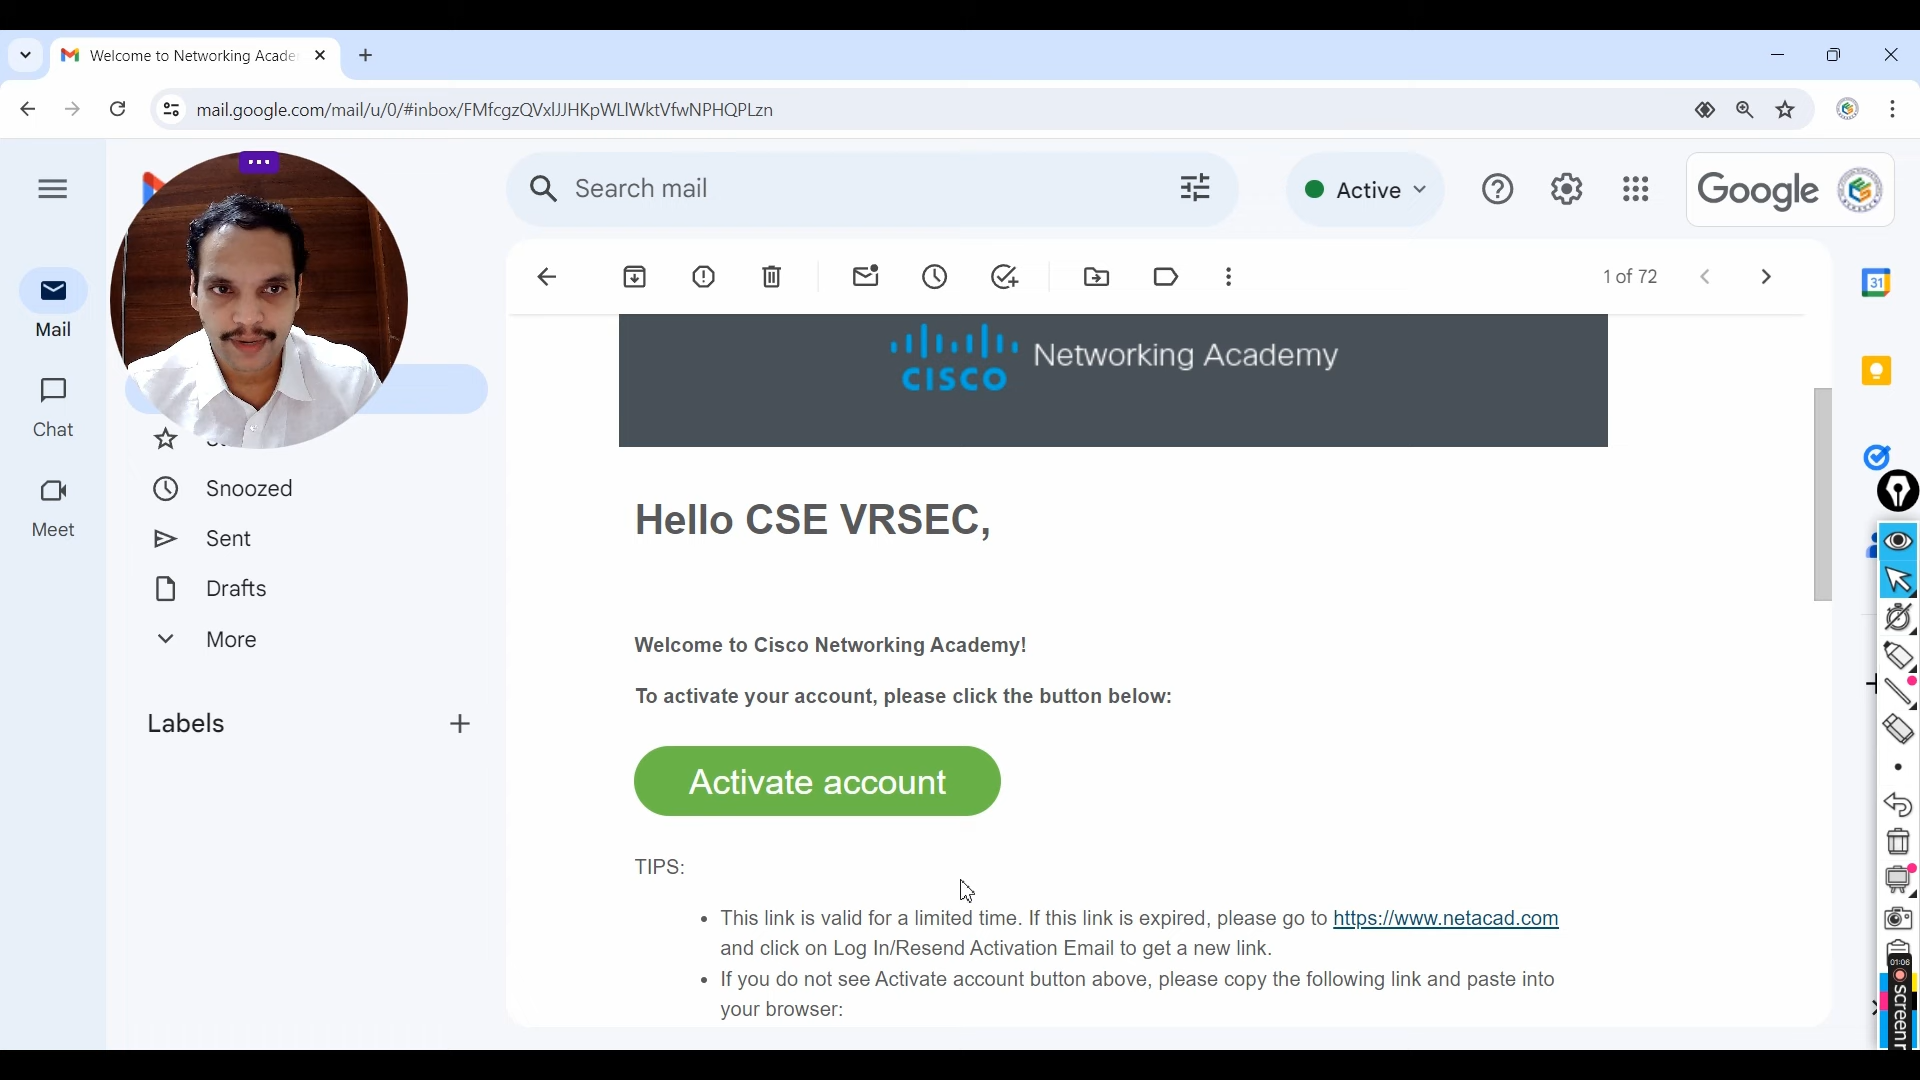 Welcome to Networking Acade
mail.google.com/mail/u/0/#inbox/FMfcgzQVxlJJHKpWLlWktVfwNPHQPLzn
Search mail
Active
Google
Mail
Chat
Meet
Snoozed
Sent
Drafts
More
Labels
1 of 72
31
CISCO Networking Academy
Hello CSE VRSEC,
Welcome to Cisco Networking Academy!
To activate your account, please click the button below:
Activate account
TIPS:
• This link is valid for a limited time. If this link is expired, please go to https://www.netacad.com
and click on Log In/Resend Activation Email to get a new link.
• If you do not see Activate account button above, please copy the following link and paste into
your browser:
01:06
screenr